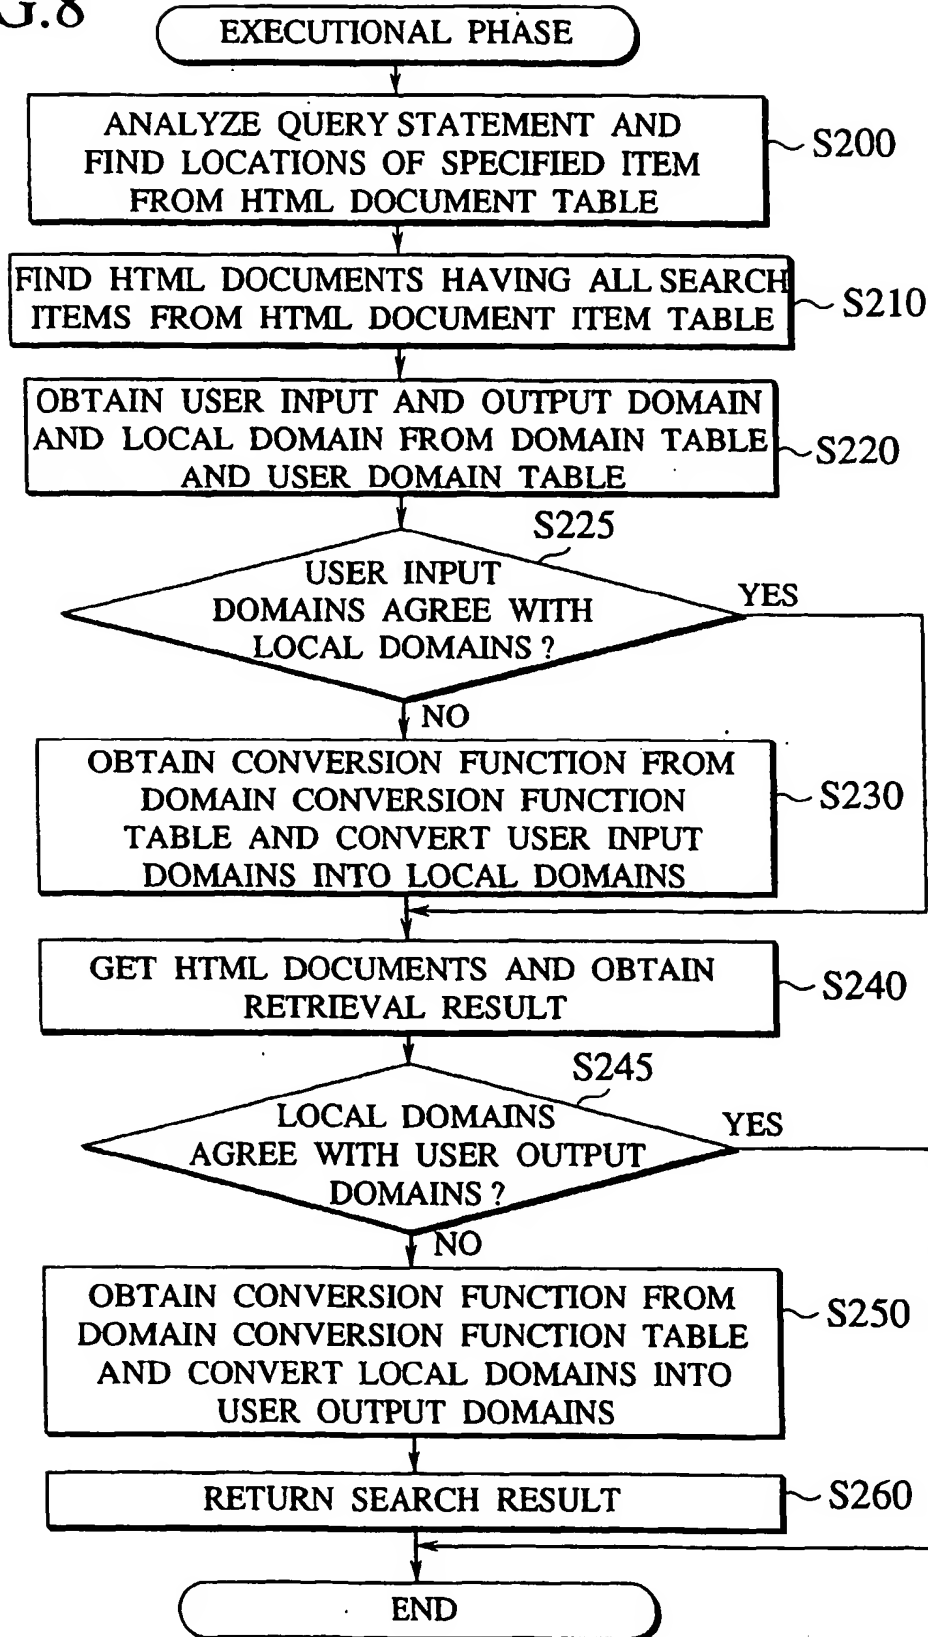 G.8
EXECUTIONAL PHASE
ANALYZE QUERY STATEMENT AND
FIND LOCATIONS OF SPECIFIED ITEM
FROM HTML DOCUMENT TABLE
S200
FIND HTML DOCUMENTS HAVING ALL SEARCH
ITEMS FROM HTML DOCUMENT ITEM TABLE
S210
OBTAIN USER INPUT AND OUTPUT DOMAIN
AND LOCAL DOMAIN FROM DOMAIN TABLE
AND USER DOMAIN TABLE
S220
S225
USER INPUT
DOMAINS AGREE WITH
LOCAL DOMAINS ?
YES
NO
OBTAIN CONVERSION FUNCTION FROM
DOMAIN CONVERSION FUNCTION
TABLE AND CONVERT USER INPUT
DOMAINS INTO LOCAL DOMAINS
S230
GET HTML DOCUMENTS AND OBTAIN
RETRIEVAL RESULT
S240
S245
LOCAL DOMAINS
AGREE WITH USER OUTPUT
DOMAINS ?
YES
NO
OBTAIN CONVERSION FUNCTION FROM
DOMAIN CONVERSION FUNCTION TABLE
AND CONVERT LOCAL DOMAINS INTO
USER OUTPUT DOMAINS
S250
RETURN SEARCH RESULT
S260
END